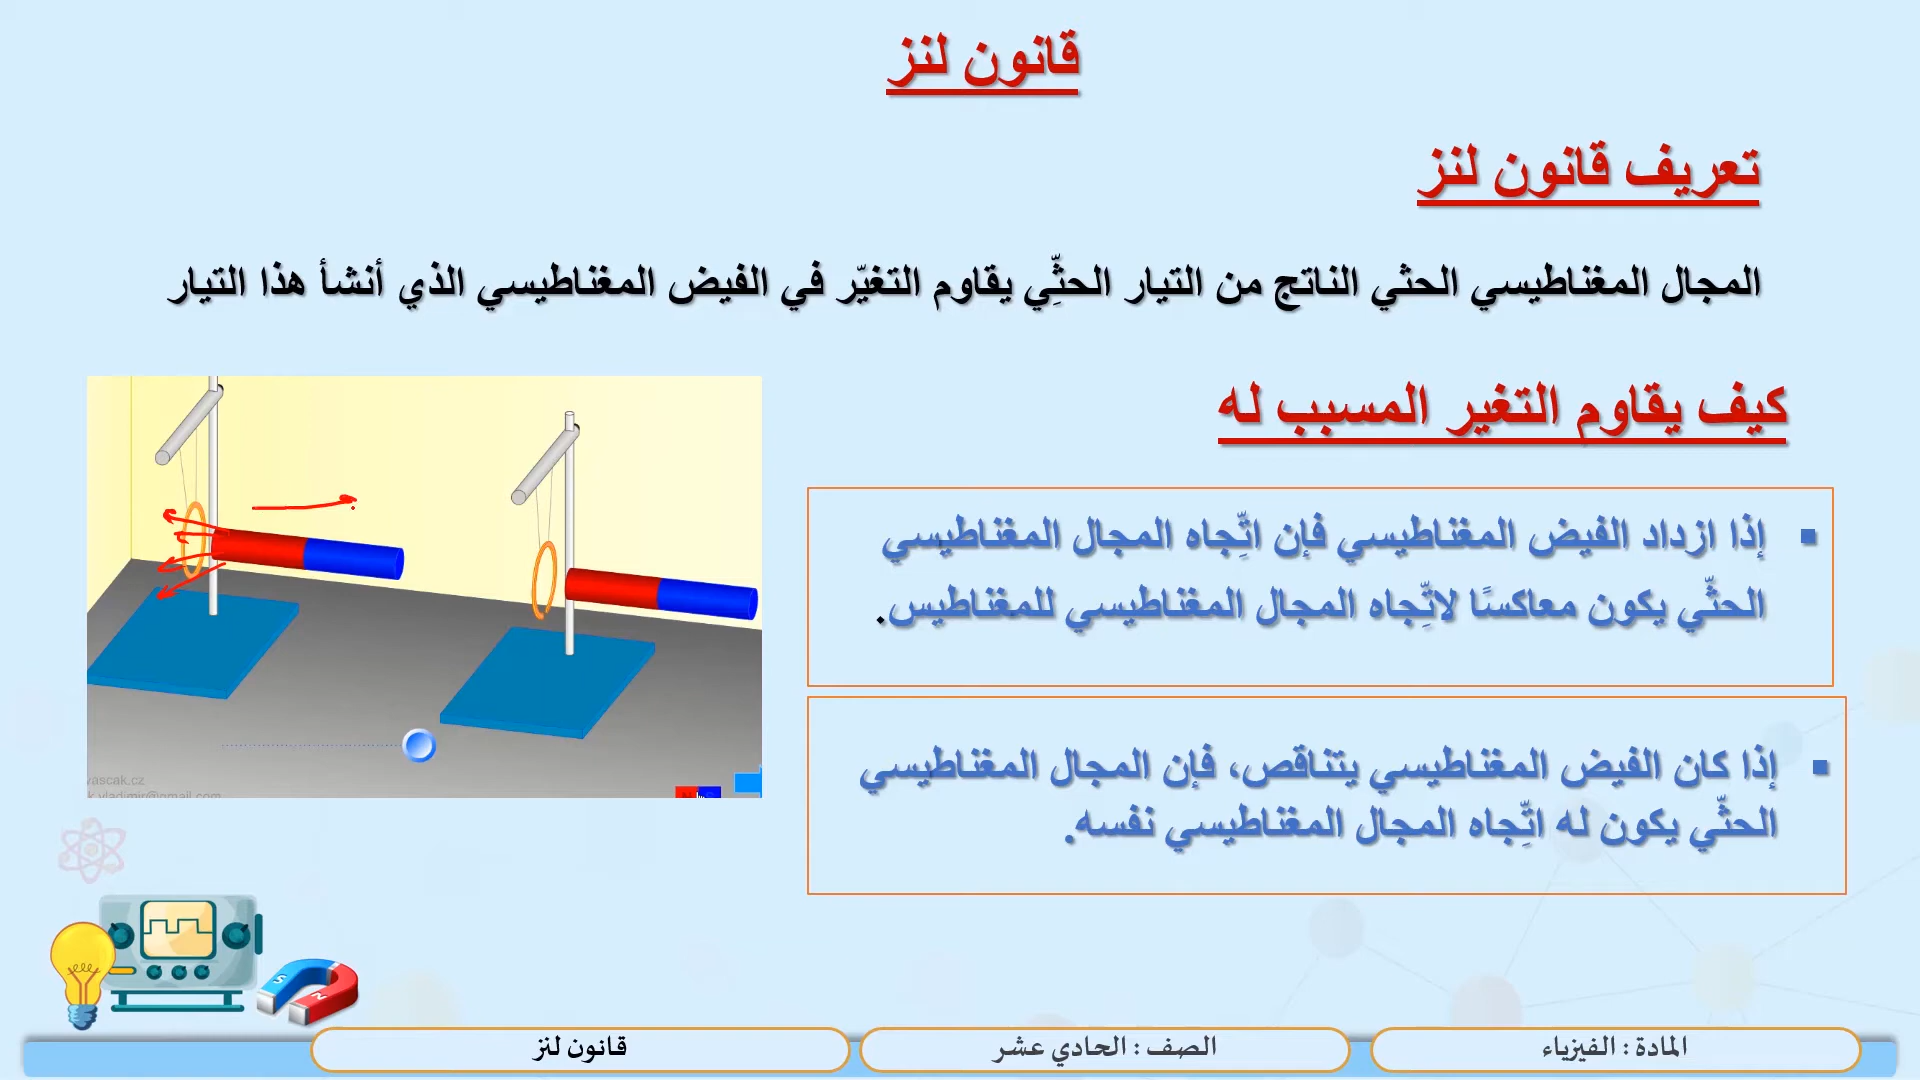 قانون لنز
تعريف قانون لنز
المجال المغناطيسي الحثي الناتج من التيار الحثِّي يقاوم التغيّر في الفيض المغناطيسي الذي أنشأ هذا التيار
كيف يقاوم التغير المسبب له
▪ إذا ازداد الفيض المغناطيسي فإن اتِّجاه المجال المغناطيسي
الحثّي يكون معاكسًا لاتِّجاه المجال المغناطيسي للمغناطيس.
▪ إذا كان الفيض المغناطيسي يتناقص، فإن المجال المغناطيسي
الحثّي يكون له اتِّجاه المجال المغناطيسي نفسه.
vascak.cz
k.vladimir@gmail.com
S
N
المادة : الفيزياء
الصف : الحادي عشر
قانون لنز